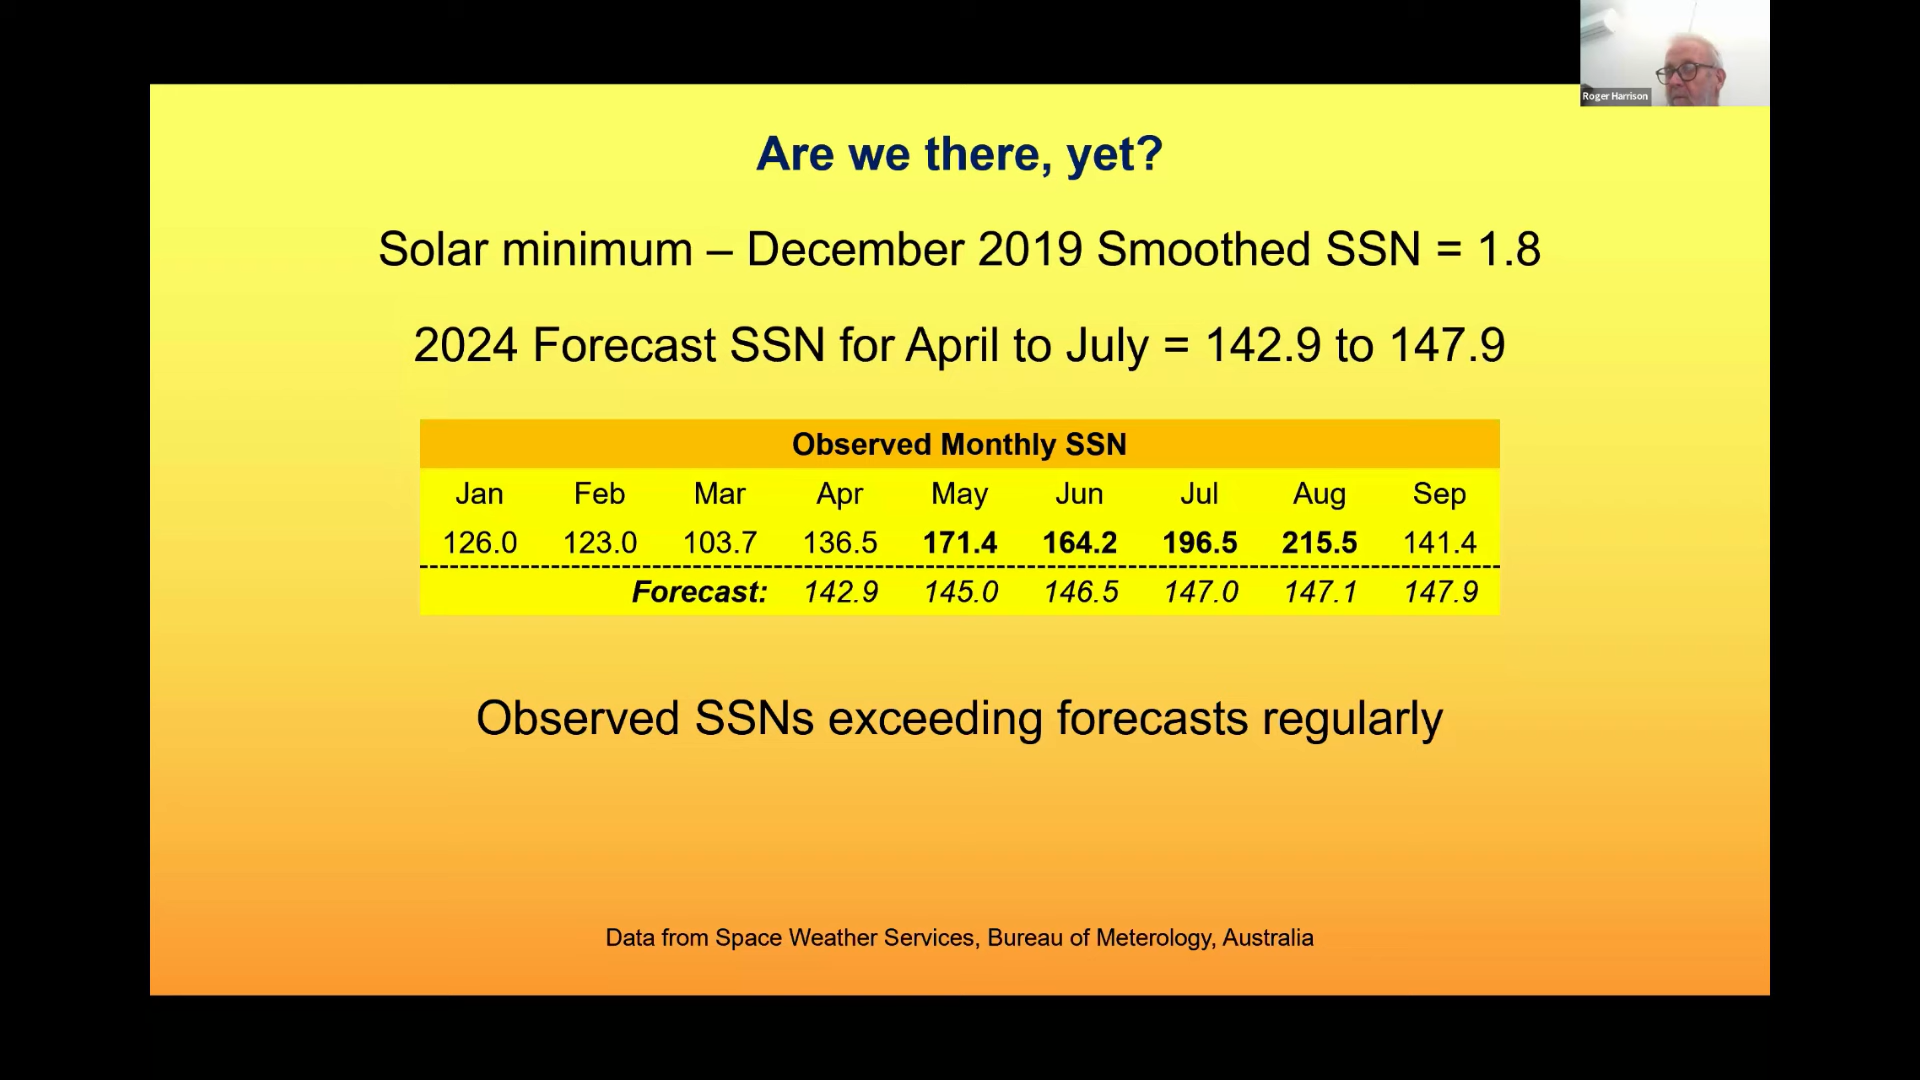 Roger Harrison
Are we there, yet?
Solar minimum – December 2019 Smoothed SSN = 1.8
2024 Forecast SSN for April to July = 142.9 to 147.9
Observed Monthly SSN
Jan Feb Mar Apr May Jun Jul Aug Sep
126.0 123.0 103.7 136.5 171.4 164.2 196.5 215.5 141.4
Forecast: 142.9 145.0 146.5 147.0 147.1 147.9
Observed SSNs exceeding forecasts regularly
Data from Space Weather Services, Bureau of Meterology, Australia